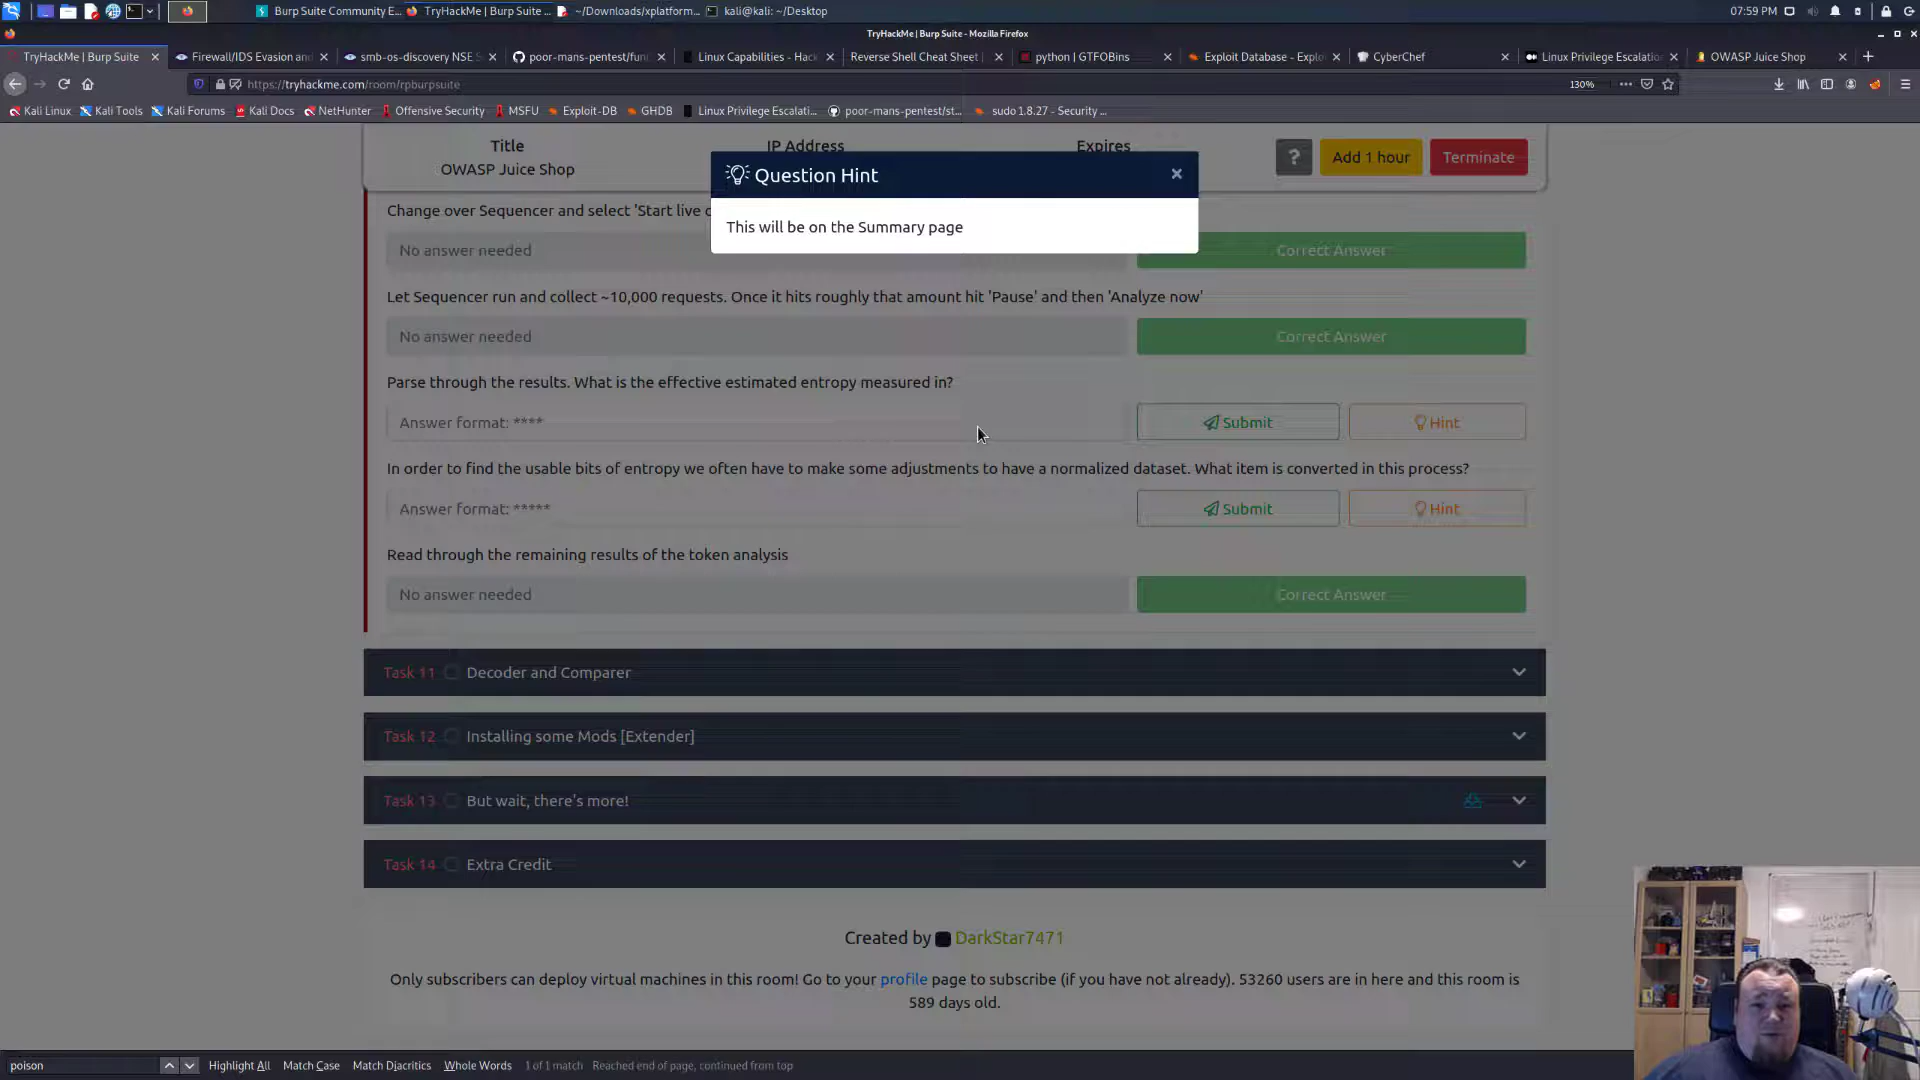 Burp Suite Community E...
TryHackMe | Burp Suite ...
~/Downloads/xplatform...
kali@kali: ~/Desktop
07:59 PM
TryHackMe | Burp Suite - Mozilla Firefox
TryHackMe | Burp Suite
Firewall/IDS Evasion and
smb-os-discovery NSE S
poor-mans-pentest/fun
Linux Capabilities - Hac
Reverse Shell Cheat Sheet
python | GTFOBins
Exploit Database - Explo
CyberChef
Linux Privilege Escalatio
OWASP Juice Shop
https://tryhackme.com/room/rpburpsuite
130%
Kali Linux
Kali Tools
Kali Forums
Kali Docs
NetHunter
Offensive Security
MSFU
Exploit-DB
GHDB
Linux Privilege Escalati...
poor-mans-pentest/st...
sudo 1.8.27 - Security ...
Title
IP Address
Expires
OWASP Juice Shop
?
Add 1 hour
Terminate
Question Hint
This will be on the Summary page
Change over Sequencer and select 'Start live c
No answer needed
Correct Answer
Let Sequencer run and collect ~10,000 requests. Once it hits roughly that amount hit 'Pause' and then 'Analyze now'
No answer needed
Correct Answer
Parse through the results. What is the effective estimated entropy measured in?
Answer format: ****
Submit
Hint
In order to find the usable bits of entropy we often have to make some adjustments to have a normalized dataset. What item is converted in this process?
Answer format: *****
Submit
Hint
Read through the remaining results of the token analysis
No answer needed
Correct Answer
Task 11 Decoder and Comparer
Task 12 Installing some Mods [Extender]
Task 13 But wait, there's more!
Task 14 Extra Credit
Created by DarkStar7471
Only subscribers can deploy virtual machines in this room! Go to your profile page to subscribe (if you have not already). 53260 users are in here and this room is
589 days old.
poison
Highlight All
Match Case
Match Diacritics
Whole Words
1 of 1 match
Reached end of page, continued from top